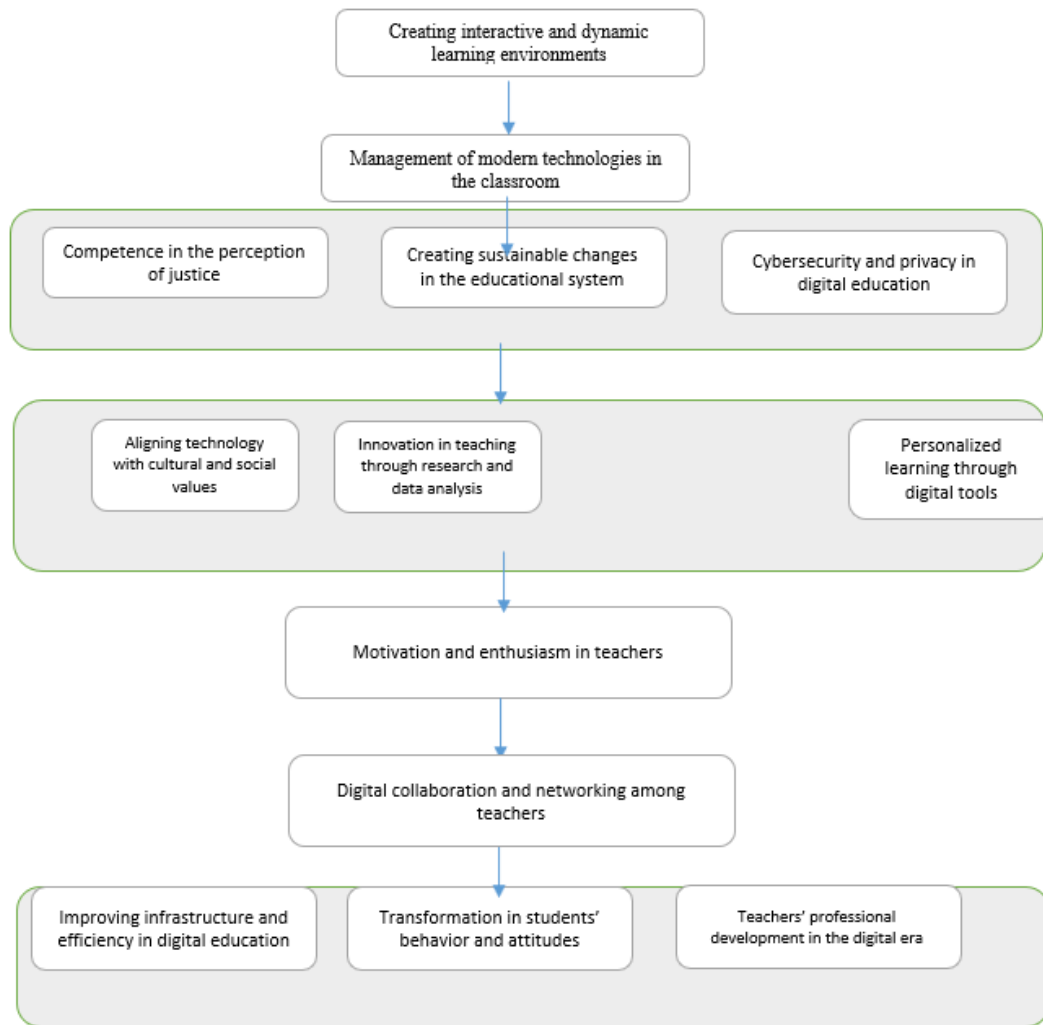 Creating interactive and dynamic
learning environments
Management of modern technologies in
the classroom
Competence in the perception
of justice
Creating sustainable changes
in the educational system
Cybersecurity and privacy in
digital education
Aligning technology
with cultural and social
values
Innovation in teaching
through research and
data analysis
Personalized
learning through
digital tools
Motivation and enthusiasm in teachers
Digital collaboration and networking among
teachers
Improving infrastructure and
efficiency in digital education
Transformation in students’
behavior and attitudes
Teachers’ professional
development in the digital era